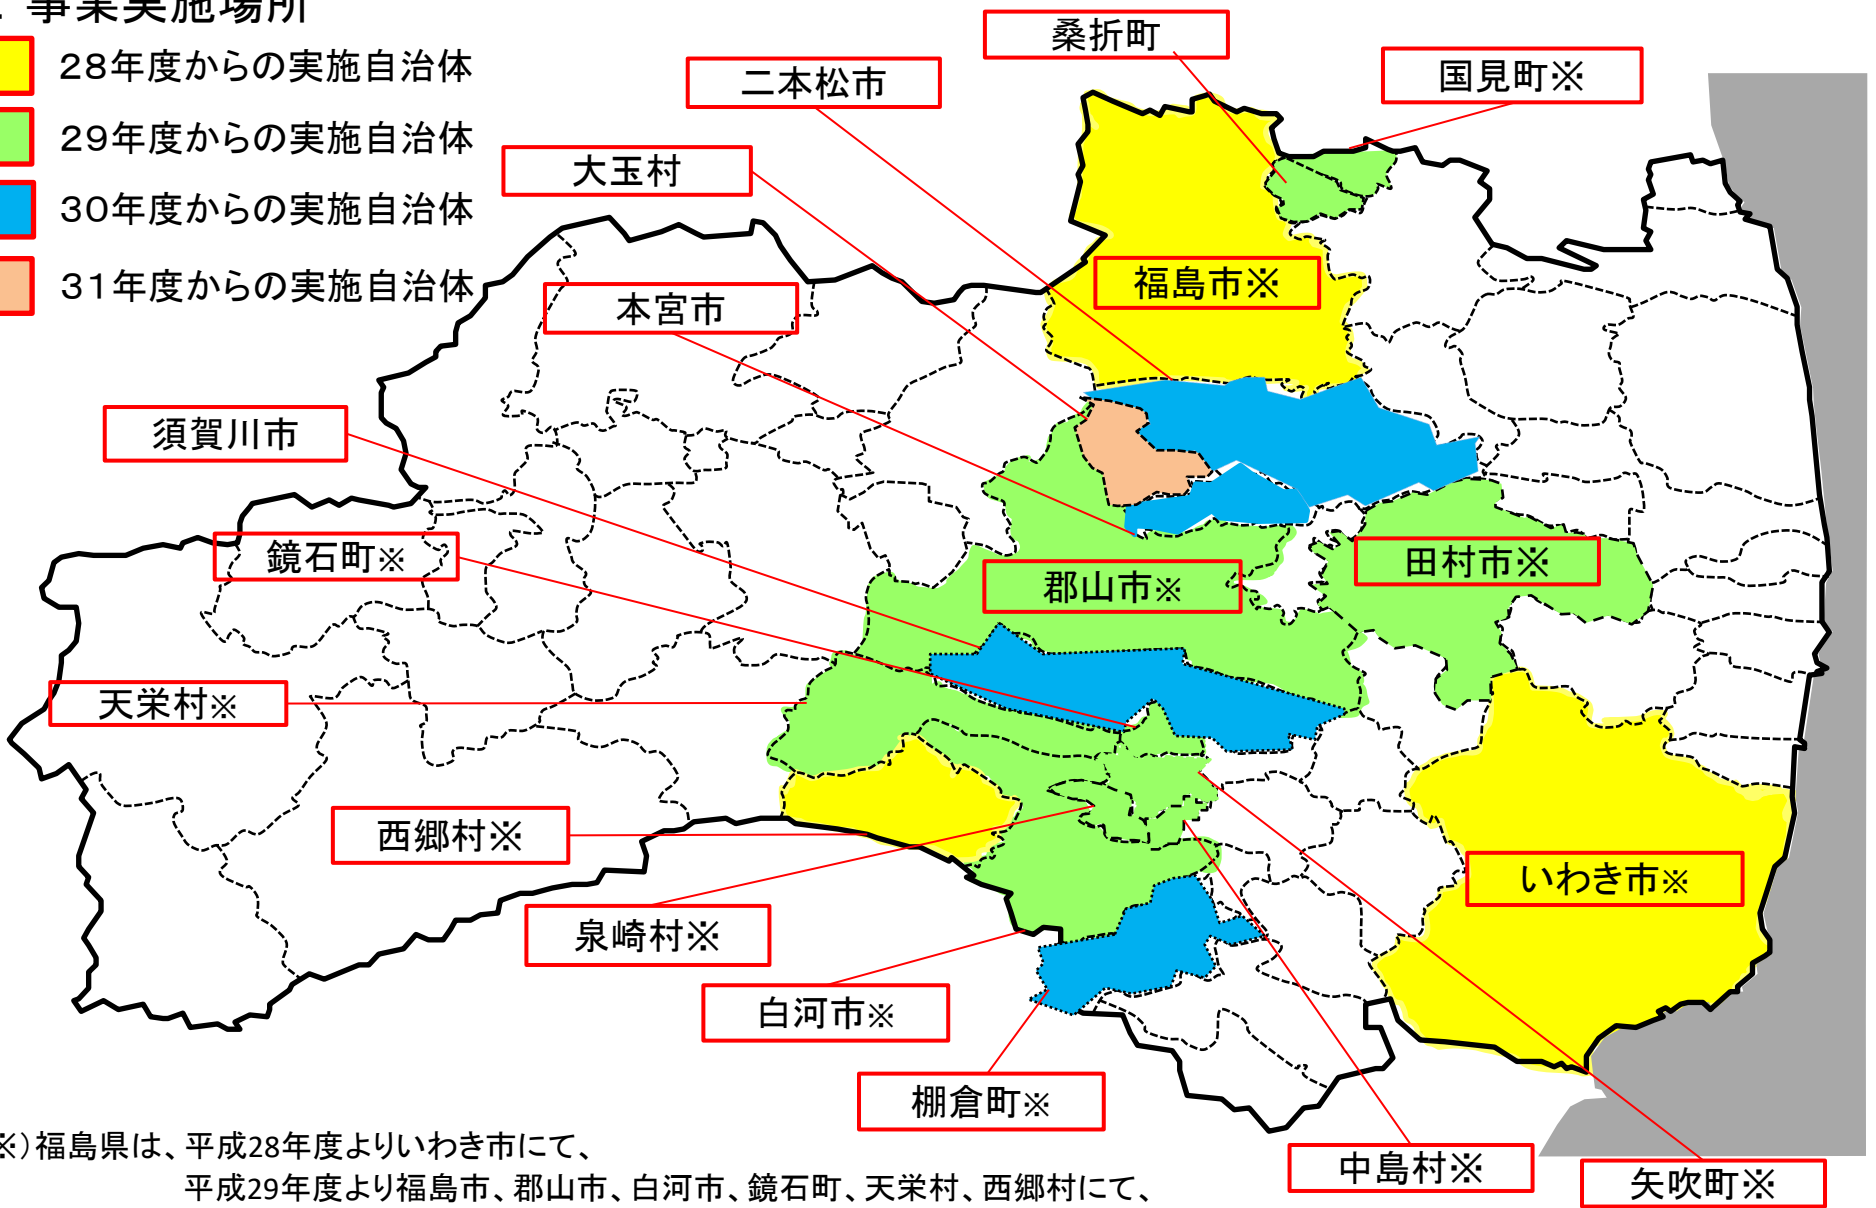 事業実施場所
28年度からの実施自治体
29年度からの実施自治体
30年度からの実施自治体
31年度からの実施自治体
桑折町
国見町※
二本松市
大玉村
福島市※
本宮市
須賀川市
鏡石町※
郡山市※
田村市※
天栄村※
西郷村※
いわき市※
泉崎村※
白河市※
棚倉町※
中島村※
矢吹町※
※）福島県は、平成28年度よりいわき市にて、
平成29年度より福島市、郡山市、白河市、鏡石町、天栄村、西郷村にて、